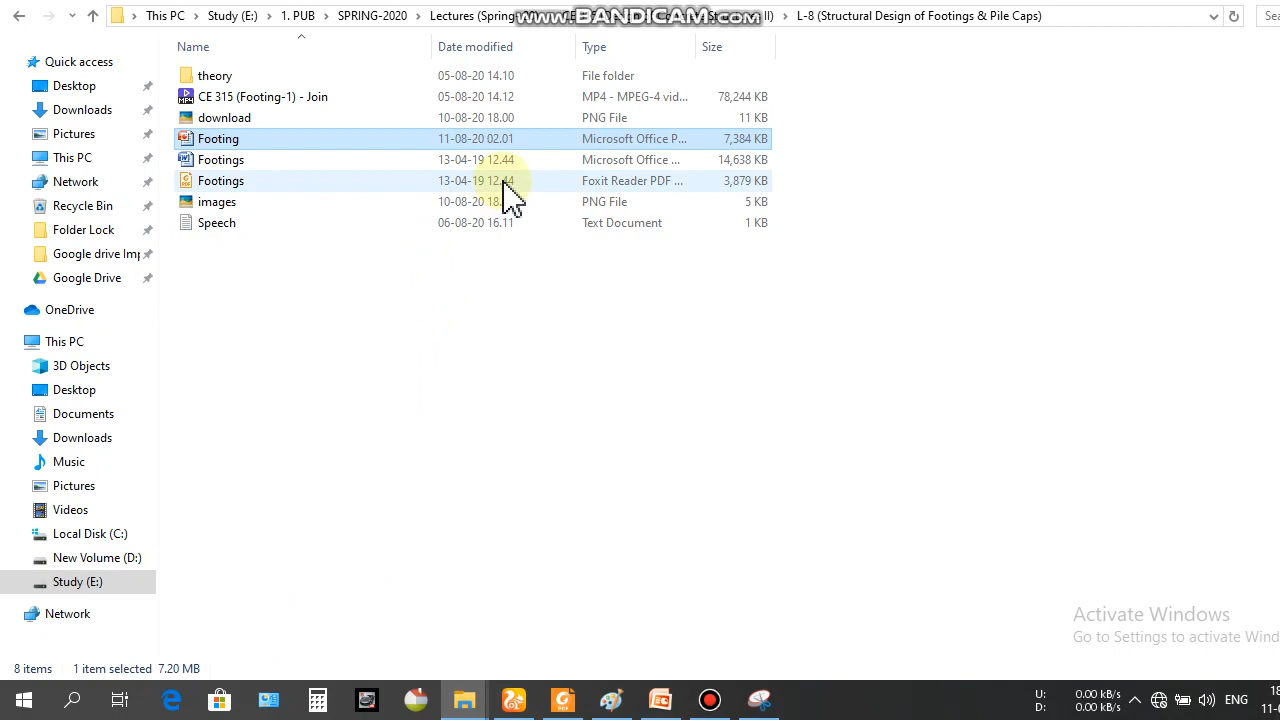 This PC > Study (E:) > 1. PUB > SPRING-2020 > Lectures (Spring > L-8 (Structural Design of Footings & Pile Caps)
www.BANDICAM.com
Name Date modified Type Size
theory 05-08-20 14.10 File folder
CE 315 (Footing-1) - Join 05-08-20 14.12 MP4 - MPEG-4 vid... 78,244 KB
download 10-08-20 18.00 PNG File 11 KB
Footing 11-08-20 02.01 Microsoft Office P... 7,384 KB
Footings 13-04-19 12.44 Microsoft Office ... 14,638 KB
Footings 13-04-19 12.44 Foxit Reader PDF ... 3,879 KB
images 10-08-20 18. PNG File 5 KB
Speech 06-08-20 16.11 Text Document 1 KB
Quick access
Desktop
Downloads
Pictures
This PC
Network
Recycle Bin
Folder Lock
Google drive Imp
Google Drive
OneDrive
This PC
3D Objects
Desktop
Documents
Downloads
Music
Pictures
Videos
Local Disk (C:)
New Volume (D:)
Study (E:)
Network
Activate Windows
Go to Settings to activate Wind
8 items 1 item selected 7.20 MB
U: 0.00 kB/s
D: 0.00 kB/s
ENG
18
11-0